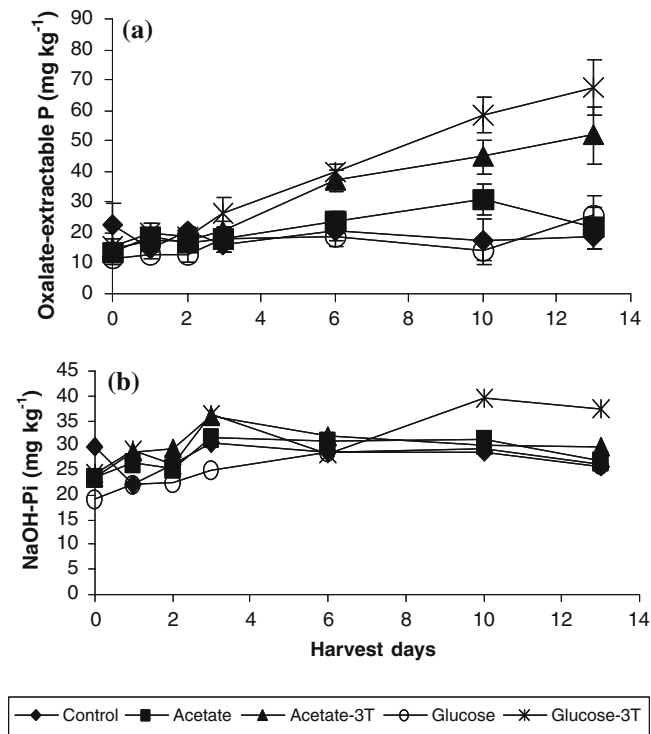 (a)
Oxalate-extractable P (mg kg⁻¹)
90
80
70
60
50
40
30
20
10
0
0 2 4 6 8 10 12 14
(b)
NaOH-Pi (mg kg⁻¹)
45
40
35
30
25
20
15
10
5
0
0 2 4 6 8 10 12 14
Harvest days
Control Acetate Acetate-3T Glucose Glucose-3T